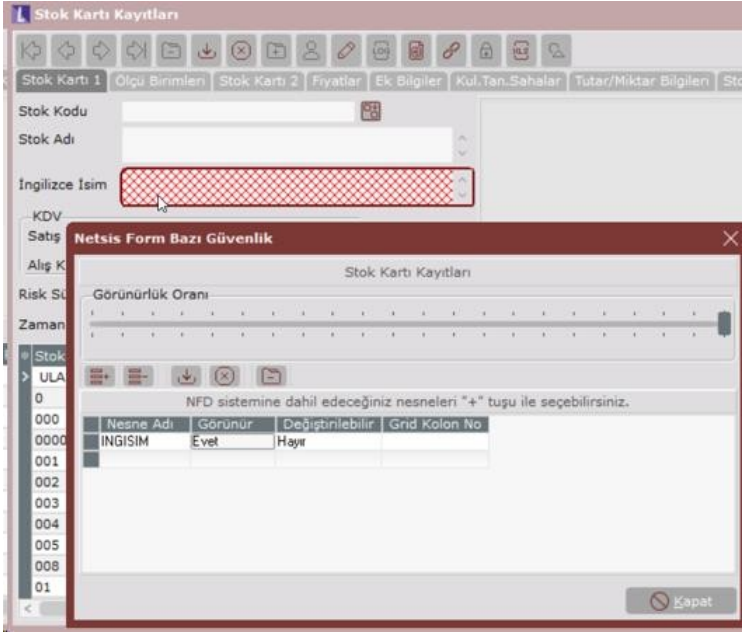 Stok Kartı Kayıtları
Stok Kartı 1 Ölçü Birimleri Stok Kartı 2 Fiyatlar Ek Bilgiler Kul.Tan.Sahalar Tutar/Miktar Bilgileri
Stok Kodu
Stok Adı
İngilizce İsim
KDV
Satış
Alış K
Risk Sü
Zaman
Netsis Form Bazı Güvenlik
Stok Kartı Kayıtları
Görünürlük Oranı
NFD sistemine dahil edeceğiniz nesneleri "+" tuşu ile seçebilirsiniz.
Nesne Adı Görünür Değiştirilebilir Grid Kolon No
INGISIM Evet Hayır
Stok
ULA
0
000
0000
001
002
003
004
005
008
01
Kapat